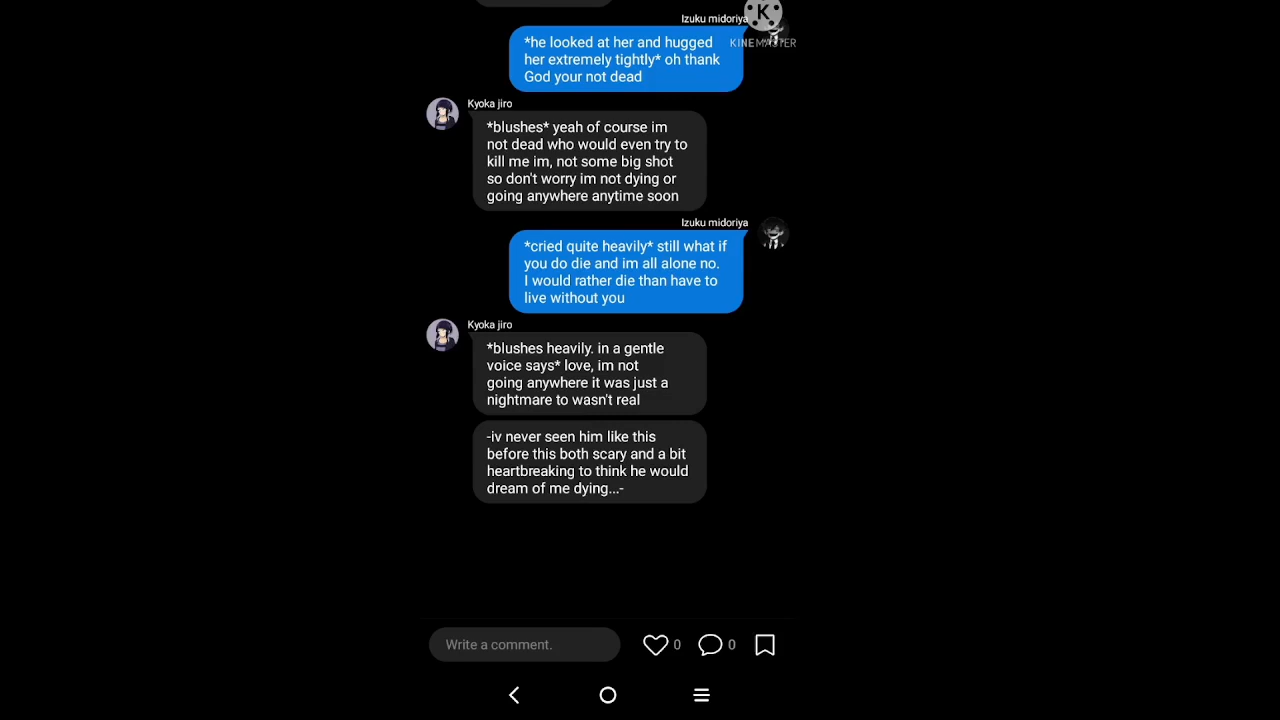 Izuku midoriya
K
KINEMASTER
*he looked at her and hugged
her extremely tightly* oh thank
God your not dead
Kyoka jiro
*blushes* yeah of course im
not dead who would even try to
kill me im, not some big shot
so don't worry im not dying or
going anywhere anytime soon
Izuku midoriya
*cried quite heavily* still what if
you do die and im all alone no.
I would rather die than have to
live without you
Kyoka jiro
*blushes heavily. in a gentle
voice says* love, im not
going anywhere it was just a
nightmare to wasn't real
-iv never seen him like this
before this both scary and a bit
heartbreaking to think he would
dream of me dying...-
Write a comment.
0
0